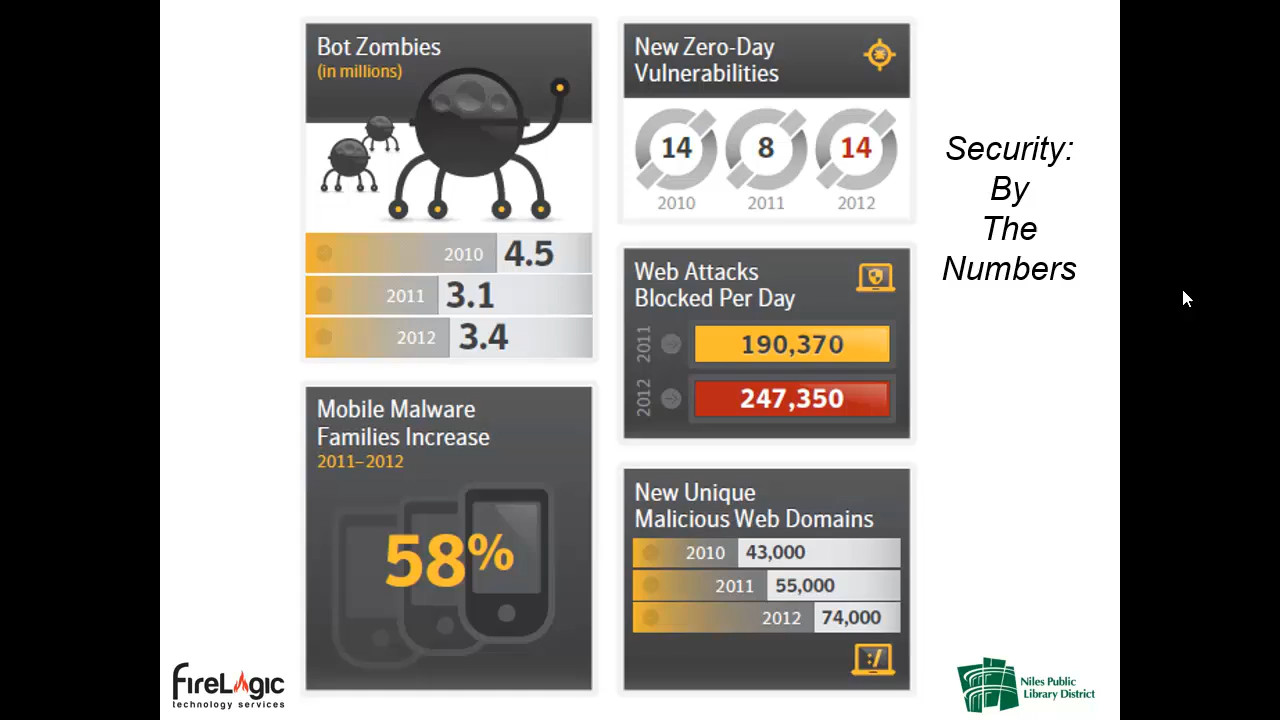 Bot Zombies
(in millions)
2010 4.5
2011 3.1
2012 3.4
Mobile Malware
Families Increase
2011–2012
58%
New Zero-Day
Vulnerabilities
14 8 14
2010 2011 2012
Web Attacks
Blocked Per Day
2011 190,370
2012 247,350
New Unique
Malicious Web Domains
2010 43,000
2011 55,000
2012 74,000
:/
Security:
By
The
Numbers
FireLogic
technology services
Niles Public
Library District